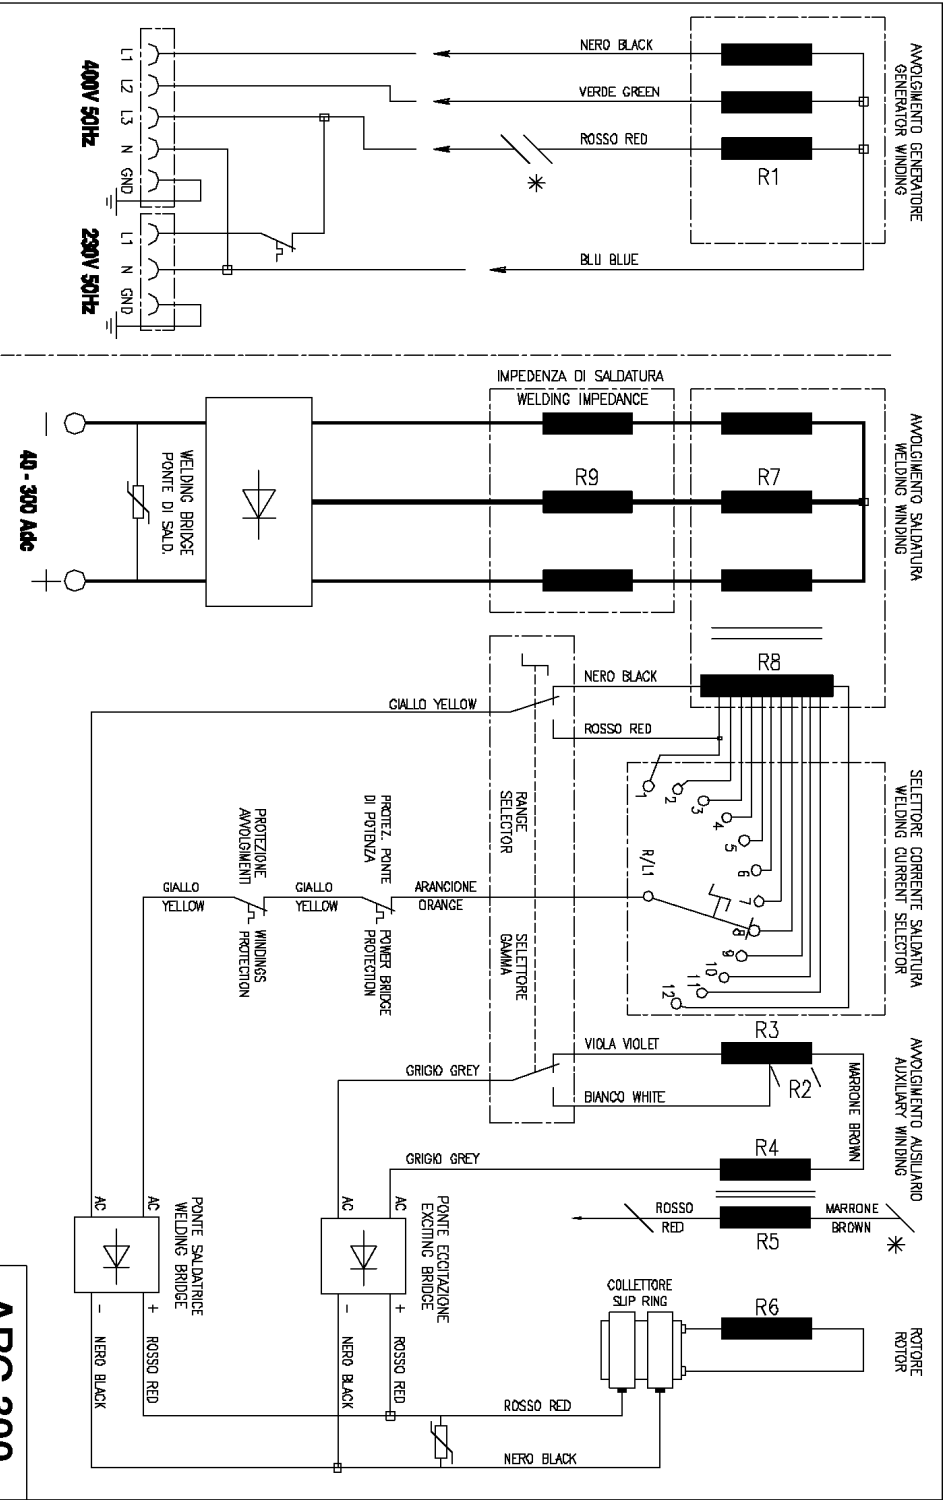 AVVOLGIMENTO GENERATORE
GENERATOR WINDING
NERO BLACK
VERDE GREEN
ROSSO RED
*
R1
BLU BLUE
L1
L2
L3
N
GND
400V 50Hz
L1
N
GND
230V 50Hz
AVVOLGIMENTO SALDATURA
WELDING WINDING
IMPEDENZA DI SALDATURA
WELDING IMPEDANCE
R9
R7
WELDING BRIDGE
PONTE DI SALD.
40 - 300 Adc
-
+
R8
NERO BLACK
GIALLO YELLOW
ROSSO RED
SELETTORE CORRENTE SALDATURA
WELDING CURRENT SELECTOR
1
2
3
4
5
6
7
8
9
10
11
12
R/L1
RANGE
SELECTOR
SELETTORE
GAMMA
PROTEZ. PONTE
DI POTENZA
POWER BRIDGE
PROTECTION
PROTEZIONE
AVVOLGIMENTI
WINDINGS
PROTECTION
ARANCIONE
ORANGE
GIALLO
YELLOW
GIALLO
YELLOW
AVVOLGIMENTO AUSILIARIO
AUXILIARY WINDING
R3
R2
VIOLA VIOLET
BIANCO WHITE
MARRONE BROWN
GRIGIO GREY
GRIGIO GREY
R4
R5
ROSSO
RED
MARRONE
BROWN
*
PONTE ECCITAZIONE
EXCITING BRIDGE
AC
AC
+
-
ROSSO RED
NERO BLACK
PONTE SALDATRICE
WELDING BRIDGE
AC
AC
+
-
ROSSO RED
NERO BLACK
COLLETTORE
SLIP RING
R6
ROTORE
ROTOR
ROSSO RED
NERO BLACK